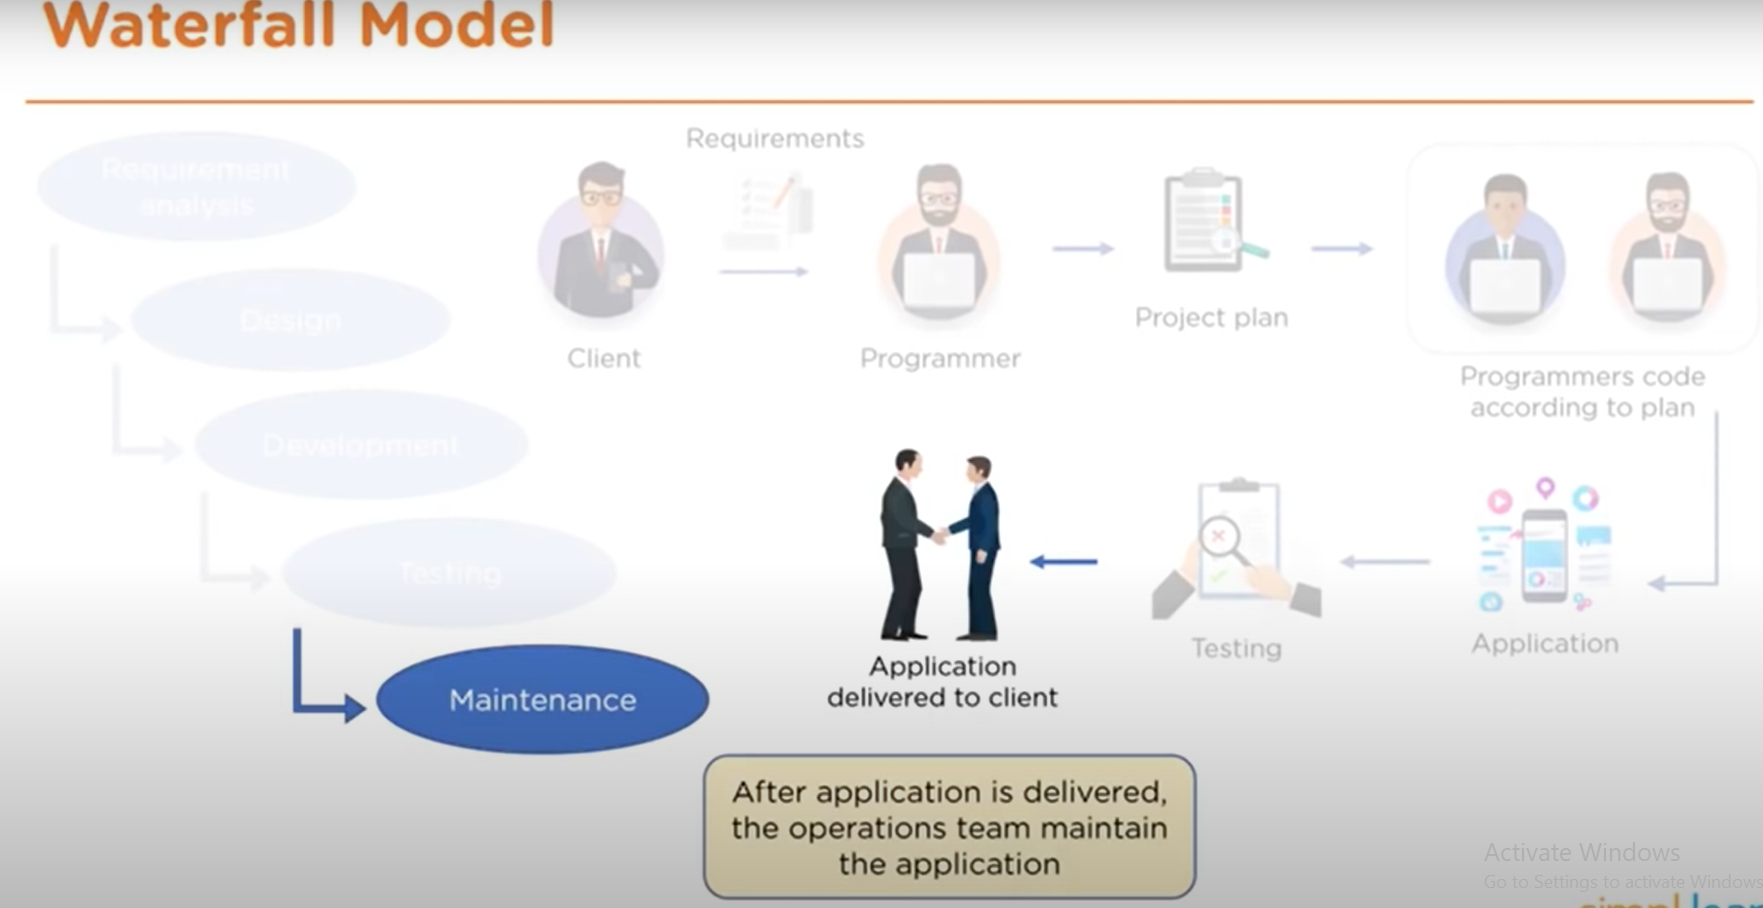 Waterfall Model
Requirement
analysis
Design
Development
Testing
Maintenance
Requirements
Client
Programmer
Project plan
Programmers code
according to plan
Application
Testing
Application
delivered to client
After application is delivered,
the operations team maintain
the application
Activate Windows
Go to Settings to activate Windows